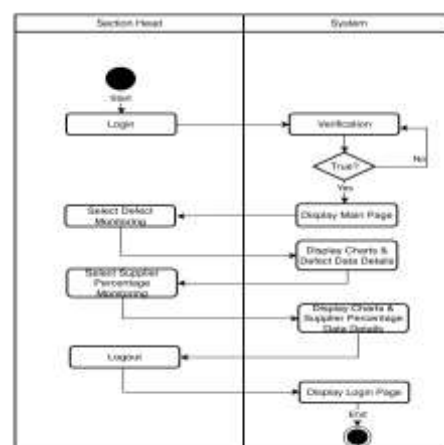 Section Head
System
Start
Login
Verification
True?
No
Yes
Select Defect
Monitoring
Display Main Page
Display Charts &
Defect Data Details
Select Supplier
Percentage
Monitoring
Display Charts &
Supplier Percentage
Data Details
Logout
Display Login Page
End